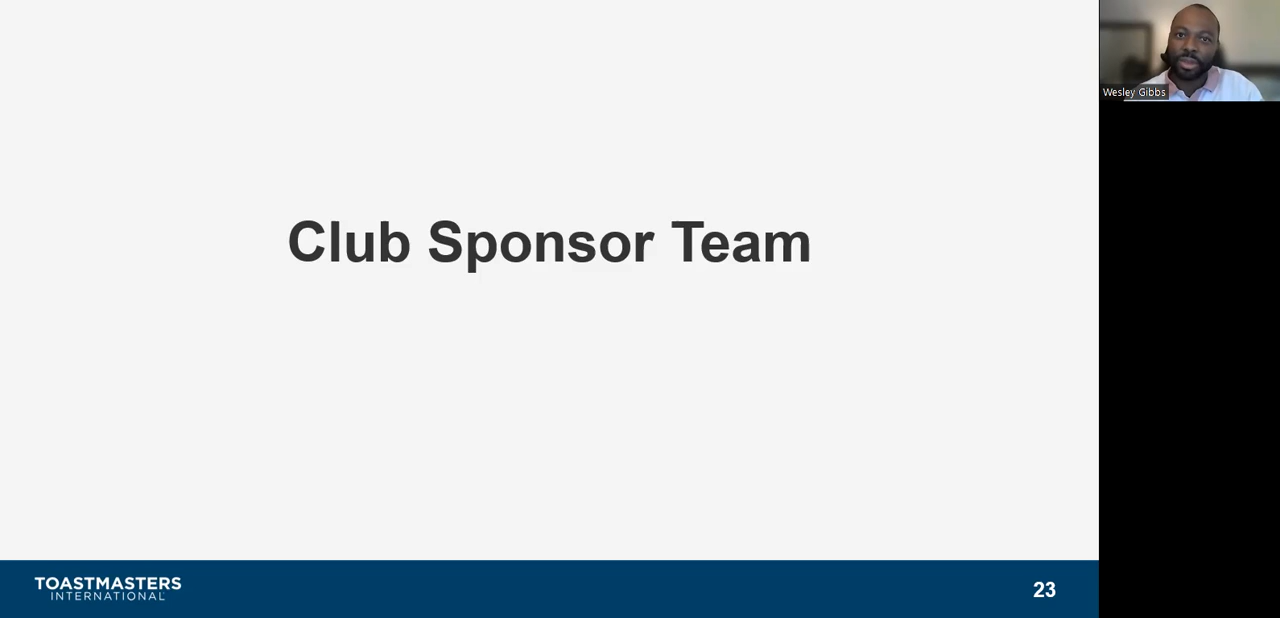 Club Sponsor Team
Wesley Gibbs
TOASTMASTERS
INTERNATIONAL
23